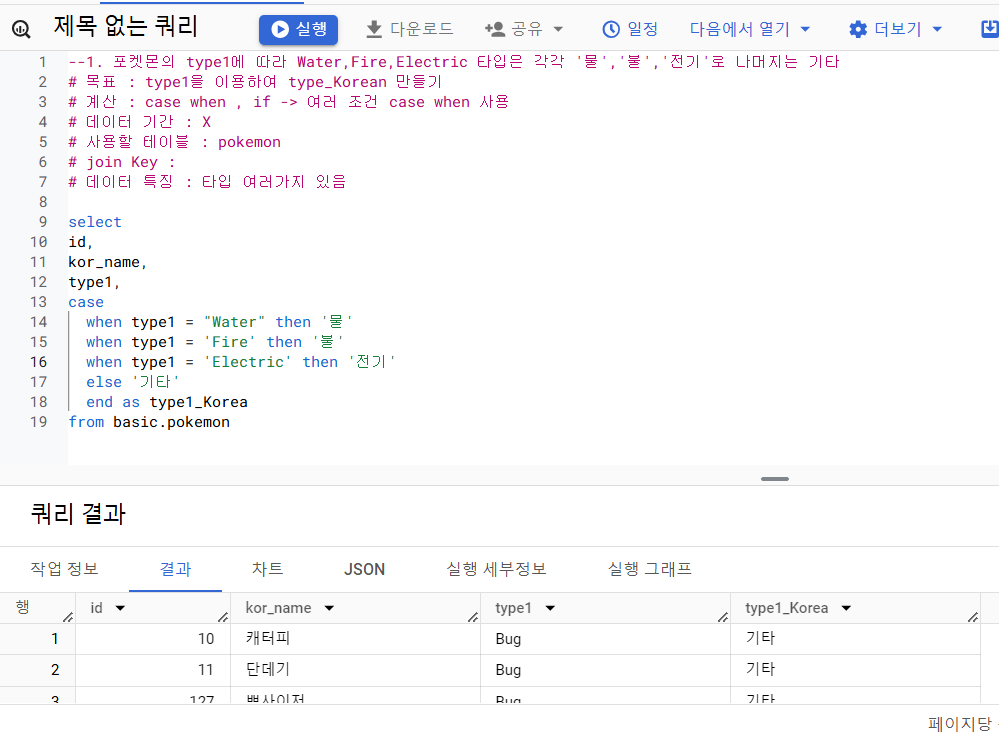 제목 없는 쿼리 실행 다운로드 공유 일정 다음에서 열기 더보기
1 --1. 포켓몬의 type1에 따라 Water,Fire,Electric 타입은 각각 '물','불','전기'로 나머지는 기타
2 # 목표 : type1을 이용하여 type_Korean 만들기
3 # 계산 : case when , if -> 여러 조건 case when 사용
4 # 데이터 기간 : X
5 # 사용할 테이블 : pokemon
6 # join Key :
7 # 데이터 특징 : 타입 여러가지 있음
8
9 select
10 id,
11 kor_name,
12 type1,
13 case
14 when type1 = "Water" then '물'
15 when type1 = 'Fire' then '불'
16 when type1 = 'Electric' then '전기'
17 else '기타'
18 end as type1_Korea
19 from basic.pokemon
쿼리 결과
작업 정보 결과 차트 JSON 실행 세부정보 실행 그래프
행 id kor_name type1 type1_Korea
1 10 캐터피 Bug 기타
2 11 단데기 Bug 기타
3 127 쁘사이저 Bug 기타
페이지당